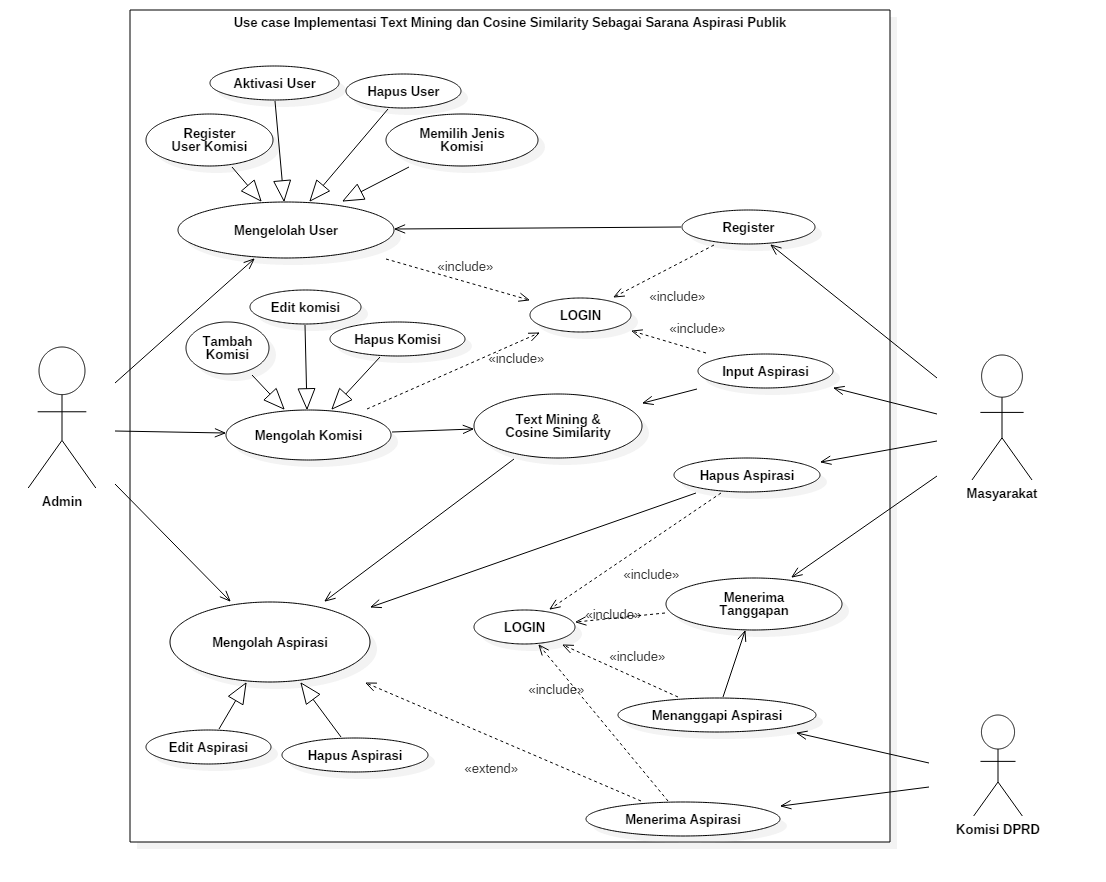 Use case Implementasi Text Mining dan Cosine Similarity Sebagai Sarana Aspirasi Publik
Aktivasi User
Hapus User
Register
User Komisi
Memilih Jenis
Komisi
Mengelolah User
Register
«include»
«include»
Edit komisi
LOGIN
«include»
Tambah
Komisi
Hapus Komisi
«include»
Input Aspirasi
Text Mining &
Cosine Similarity
Mengolah Komisi
Hapus Aspirasi
Admin
Masyarakat
«include»
Menerima
Tanggapan
«include»
LOGIN
Mengolah Aspirasi
«include»
«include»
Menanggapi Aspirasi
Edit Aspirasi
Hapus Aspirasi
«extend»
Menerima Aspirasi
Komisi DPRD